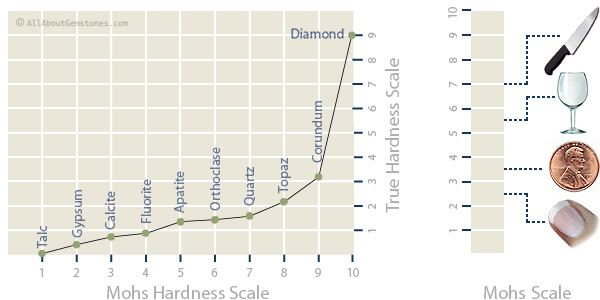 © AllAboutGemstones.com
Diamond
Corundum
Topaz
Quartz
Orthoclase
Apatite
Fluorite
Calcite
Gypsum
Talc
9
8
7
6
5
4
3
2
1
True Hardness Scale
1 2 3 4 5 6 7 8 9 10
Mohs Hardness Scale
10
9
8
7
6
5
4
3
2
1
Mohs Scale